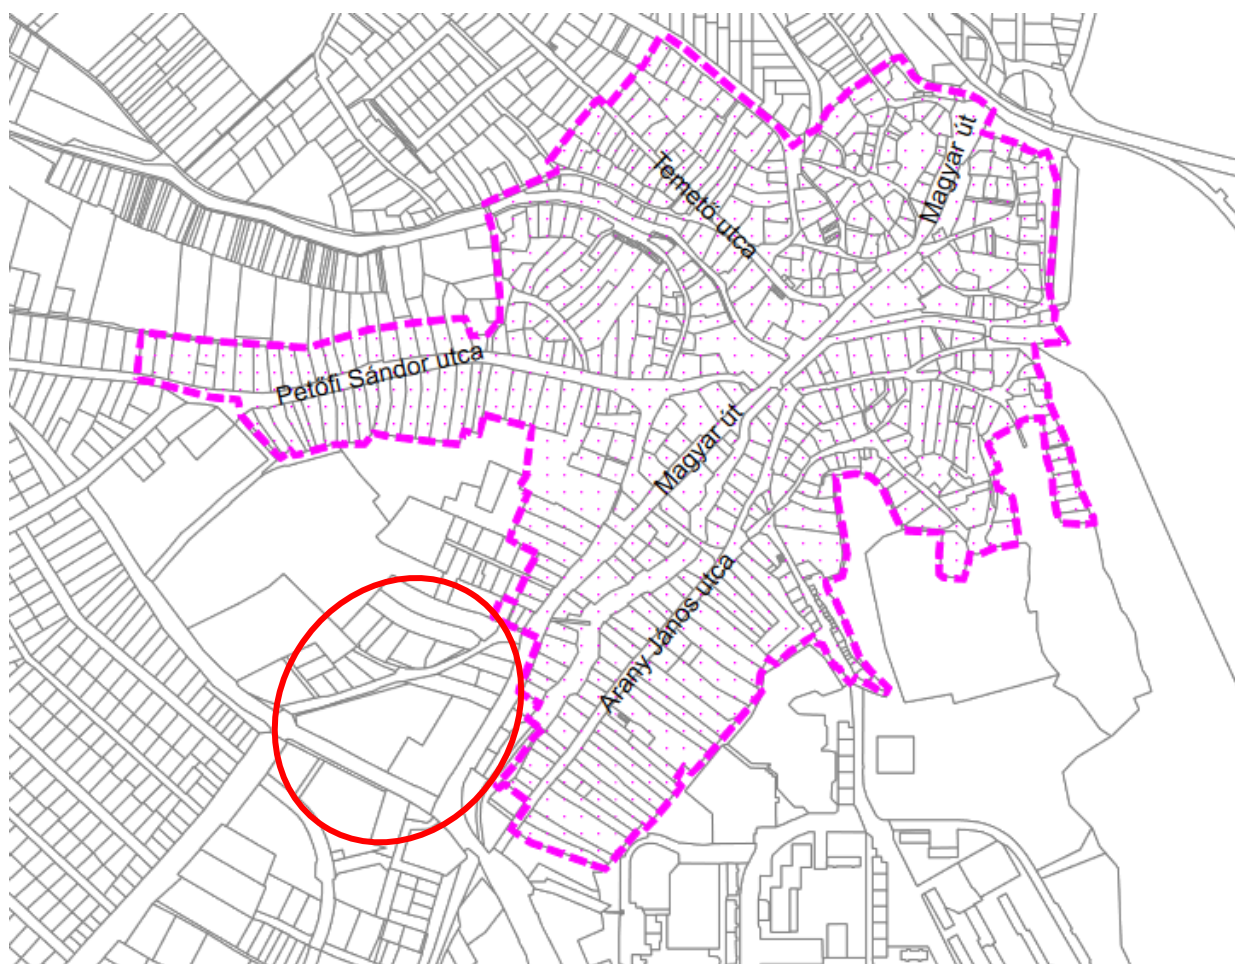 Magyar út
Temető utca
Petőfi Sándor utca
Magyar út
Arany János utca